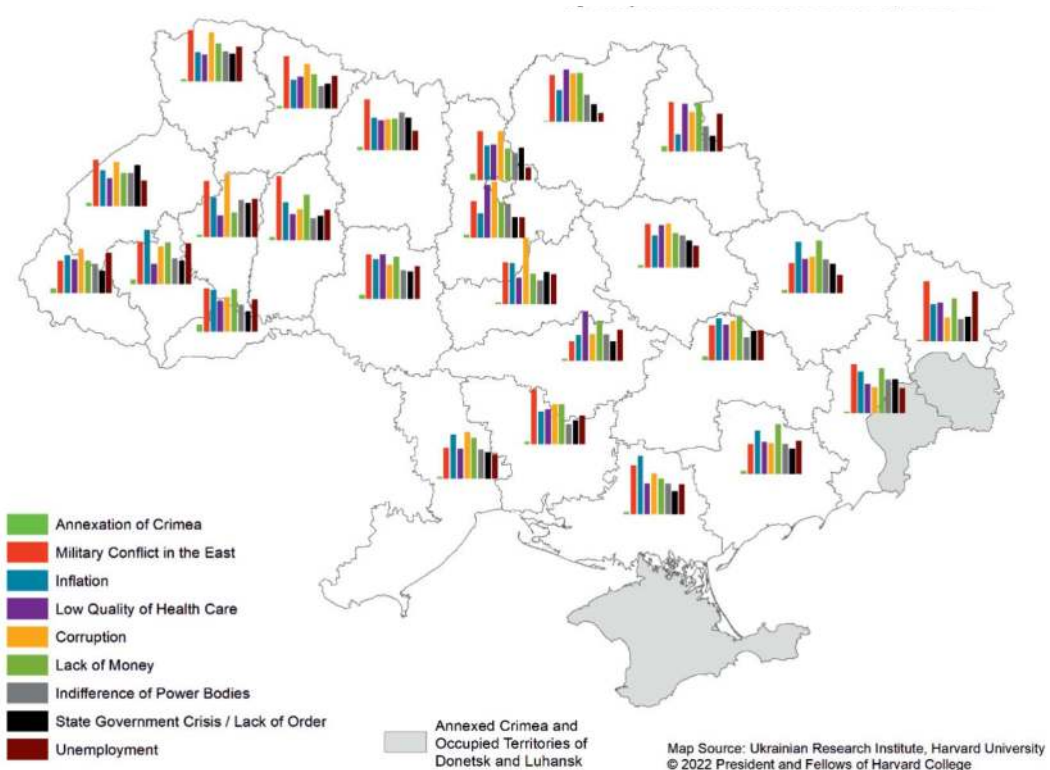 Annexation of Crimea
Military Conflict in the East
Inflation
Low Quality of Health Care
Corruption
Lack of Money
Indifference of Power Bodies
State Government Crisis / Lack of Order
Unemployment
Annexed Crimea and
Occupied Territories of
Donetsk and Luhansk
Map Source: Ukrainian Research Institute, Harvard University
© 2022 President and Fellows of Harvard College